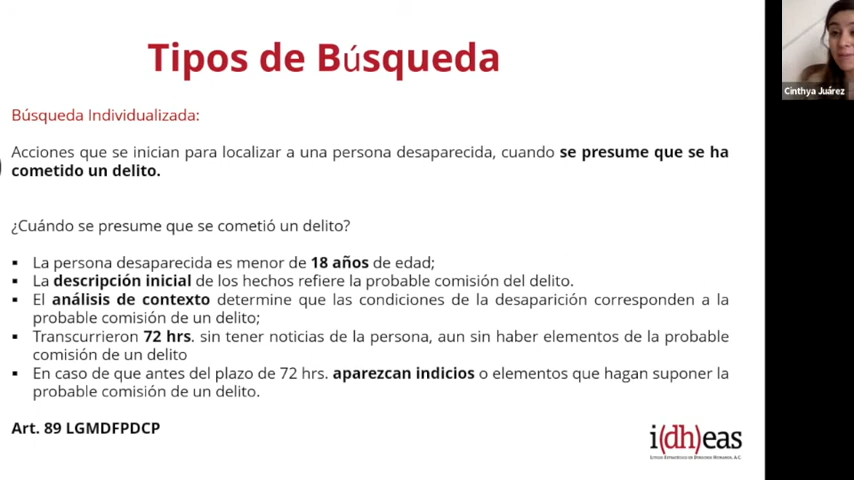 Tipos de Búsqueda
Cinthya Juárez
Búsqueda Individualizada:
Acciones que se inician para localizar a una persona desaparecida, cuando se presume que se ha
cometido un delito.
¿Cuándo se presume que se cometió un delito?
▪ La persona desaparecida es menor de 18 años de edad;
▪ La descripción inicial de los hechos refiere la probable comisión del delito.
▪ El análisis de contexto determine que las condiciones de la desaparición corresponden a la
probable comisión de un delito;
▪ Transcurrieron 72 hrs. sin tener noticias de la persona, aun sin haber elementos de la probable
comisión de un delito
▪ En caso de que antes del plazo de 72 hrs. aparezcan indicios o elementos que hagan suponer la
probable comisión de un delito.
Art. 89 LGMDFPDCP
i(dh)eas
Litigio Estratégico en Derechos Humanos, A.C.